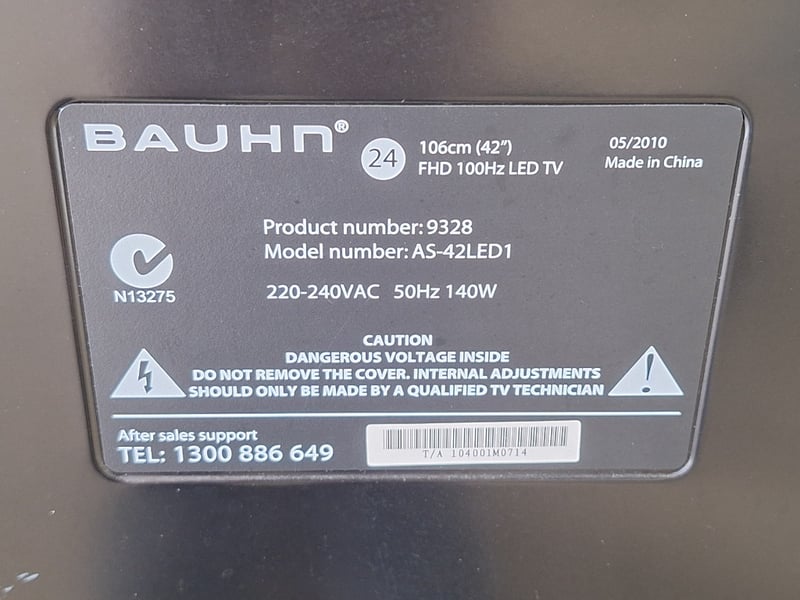 BAUHN®
24
106cm (42")
FHD 100Hz LED TV
05/2010
Made in China
Product number: 9328
Model number: AS-42LED1
N13275
220-240VAC 50Hz 140W
CAUTION
DANGEROUS VOLTAGE INSIDE
DO NOT REMOVE THE COVER. INTERNAL ADJUSTMENTS
SHOULD ONLY BE MADE BY A QUALIFIED TV TECHNICIAN
!
After sales support
TEL: 1300 886 649
T/A 104001M0714